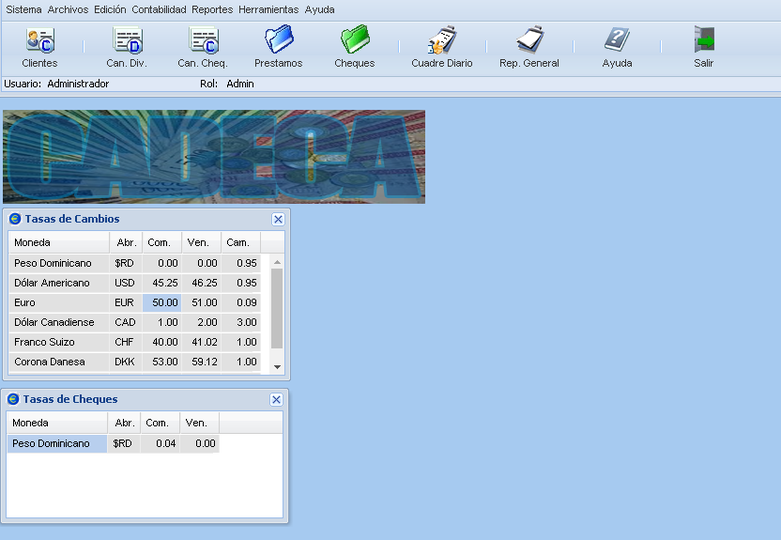 Sistema Archivos Edición Contabilidad Reportes Herramientas Ayuda
Clientes Can. Div. Can. Cheq. Prestamos Cheques Cuadre Diario Rep. General Ayuda Salir
Usuario: Administrador Rol: Admin
CADECA
Tasas de Cambios
Moneda Abr. Com. Ven. Cam.
Peso Dominicano $RD 0.00 0.00 0.95
Dólar Americano USD 45.25 46.25 0.95
Euro EUR 50.00 51.00 0.09
Dólar Canadiense CAD 1.00 2.00 3.00
Franco Suizo CHF 40.00 41.02 1.00
Corona Danesa DKK 53.00 59.12 1.00
Tasas de Cheques
Moneda Abr. Com. Ven.
Peso Dominicano $RD 0.04 0.00